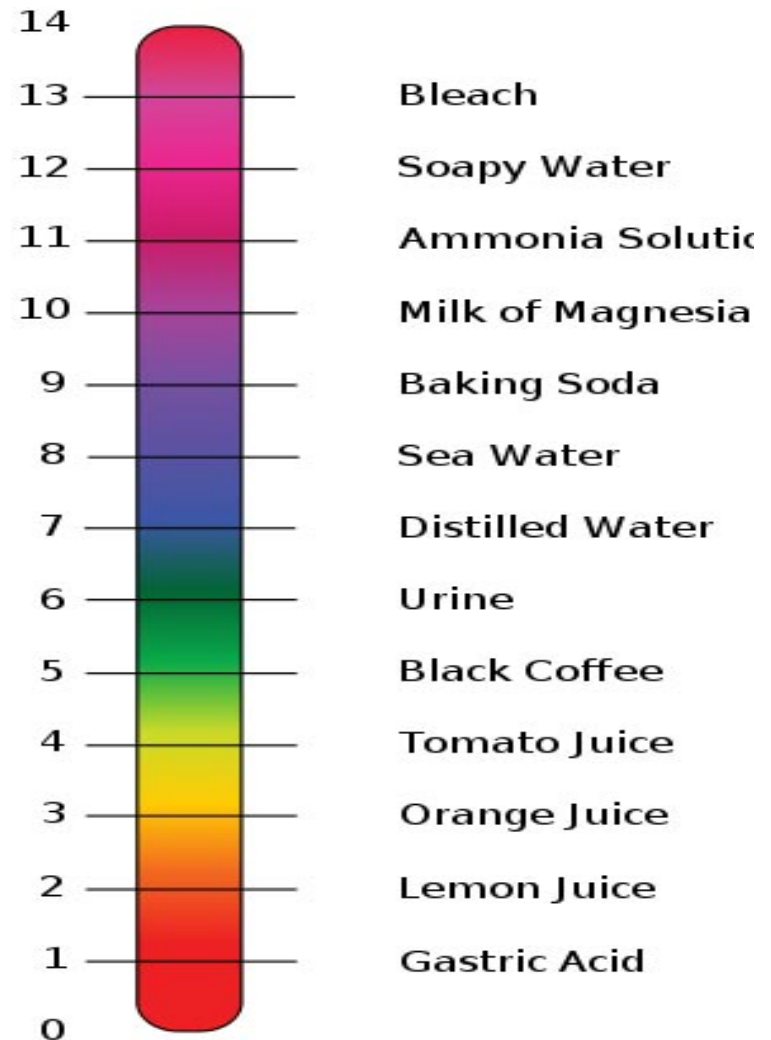 14
13 Bleach
12 Soapy Water
11 Ammonia Solutic
10 Milk of Magnesia
9 Baking Soda
8 Sea Water
7 Distilled Water
6 Urine
5 Black Coffee
4 Tomato Juice
3 Orange Juice
2 Lemon Juice
1 Gastric Acid
0